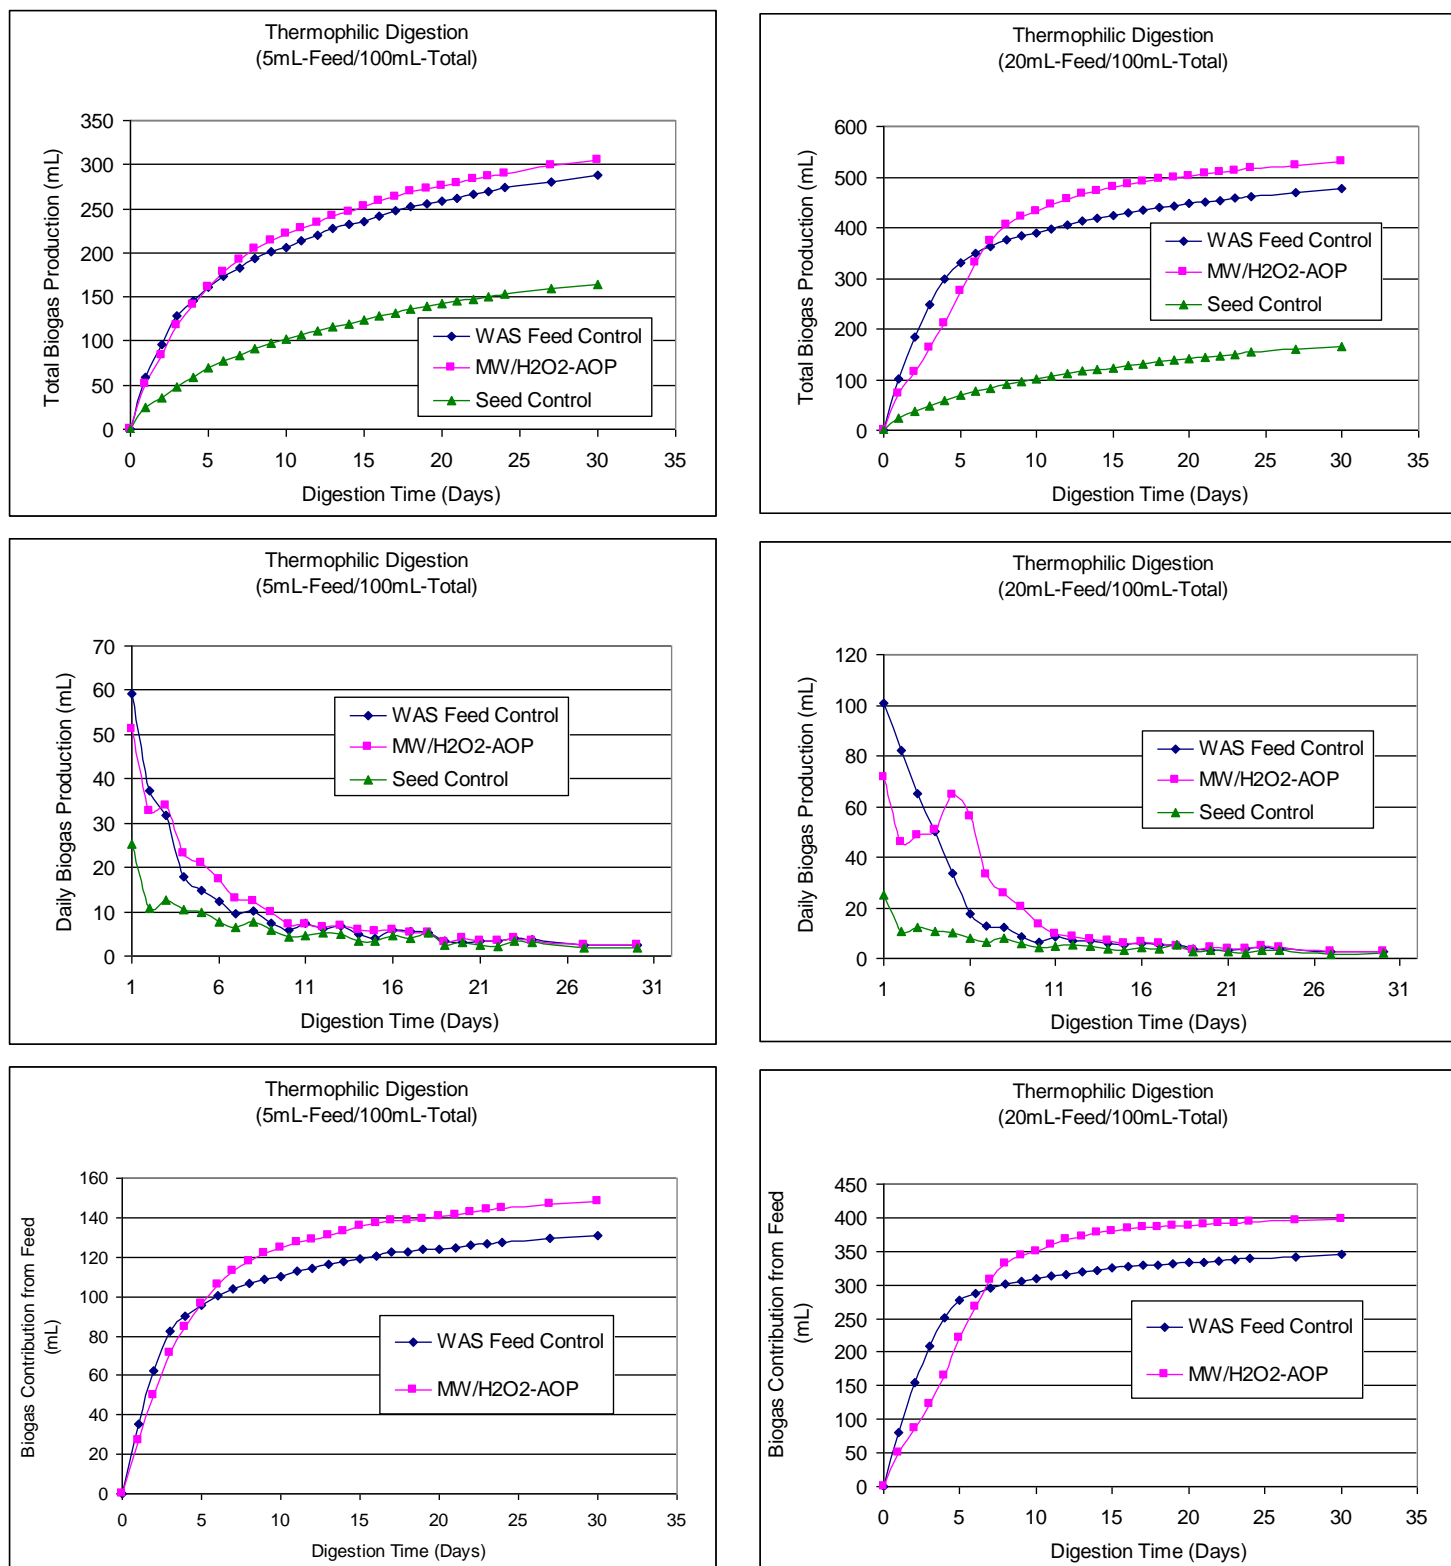 Thermophilic Digestion
(5mL-Feed/100mL-Total)
350
300
250
200
150
100
50
0
Total Biogas Production (mL)
WAS Feed Control
MW/H2O2-AOP
Seed Control
0 5 10 15 20 25 30 35
Digestion Time (Days)
Thermophilic Digestion
(20mL-Feed/100mL-Total)
600
500
400
300
200
100
0
Total Biogas Production (mL)
WAS Feed Control
MW/H2O2-AOP
Seed Control
0 5 10 15 20 25 30 35
Digestion Time (Days)
Thermophilic Digestion
(5mL-Feed/100mL-Total)
70
60
50
40
30
20
10
0
Daily Biogas Production (mL)
WAS Feed Control
MW/H2O2-AOP
Seed Control
1 6 11 16 21 26 31
Digestion Time (Days)
Thermophilic Digestion
(20mL-Feed/100mL-Total)
120
100
80
60
40
20
0
Daily Biogas Production (mL)
WAS Feed Control
MW/H2O2-AOP
Seed Control
1 6 11 16 21 26 31
Digestion Time (Days)
Thermophilic Digestion
(5mL-Feed/100mL-Total)
160
140
120
100
80
60
40
20
0
Biogas Contribution from Feed
(mL)
WAS Feed Control
MW/H2O2-AOP
0 5 10 15 20 25 30 35
Digestion Time (Days)
Thermophilic Digestion
(20mL-Feed/100mL-Total)
450
400
350
300
250
200
150
100
50
0
Biogas Contribution from Feed
(mL)
WAS Feed Control
MW/H2O2-AOP
0 5 10 15 20 25 30 35
Digestion Time (Days)